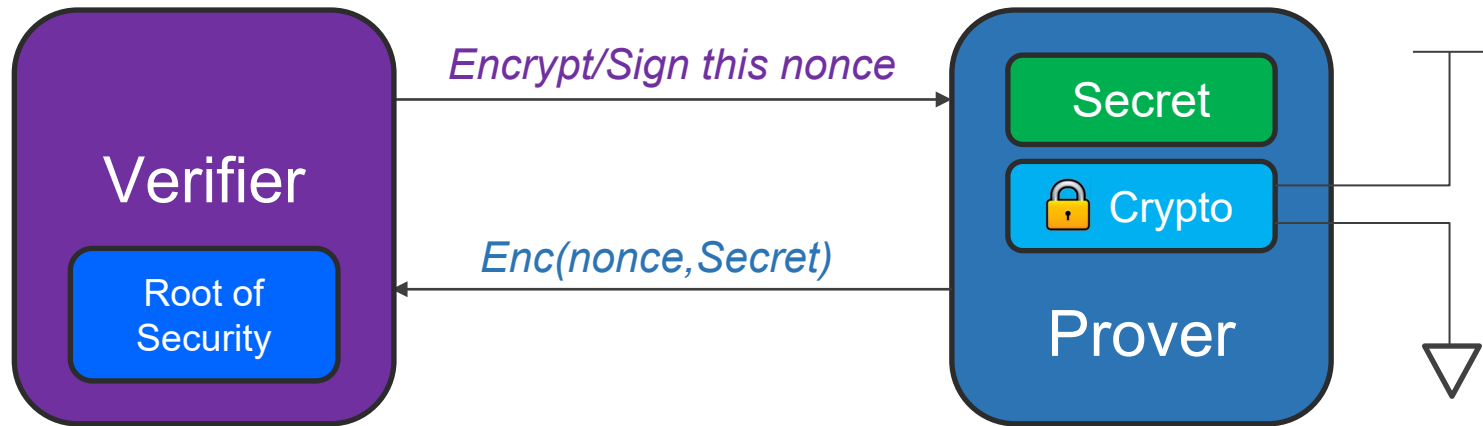 Encrypt/Sign this nonce
Verifier
Root of
Security
Enc(nonce,Secret)
Secret
Crypto
Prover